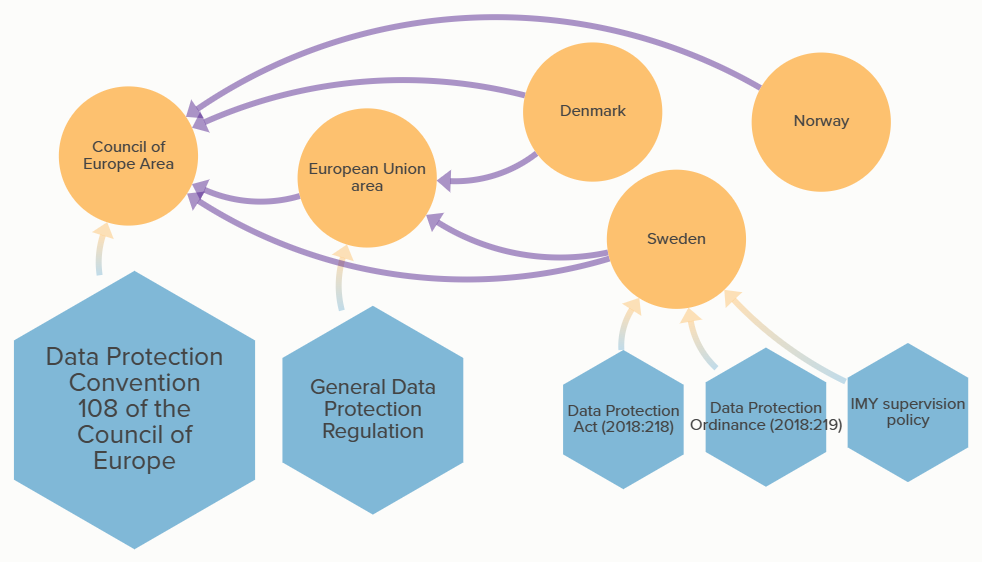 Denmark
Norway
Council of
Europe Area
European Union
area
Sweden
Data Protection
Convention
108 of the
Council of
Europe
General Data
Protection
Regulation
Data Protection
Act (2018:218)
Data Protection
Ordinance (2018:219)
IMY supervision
policy